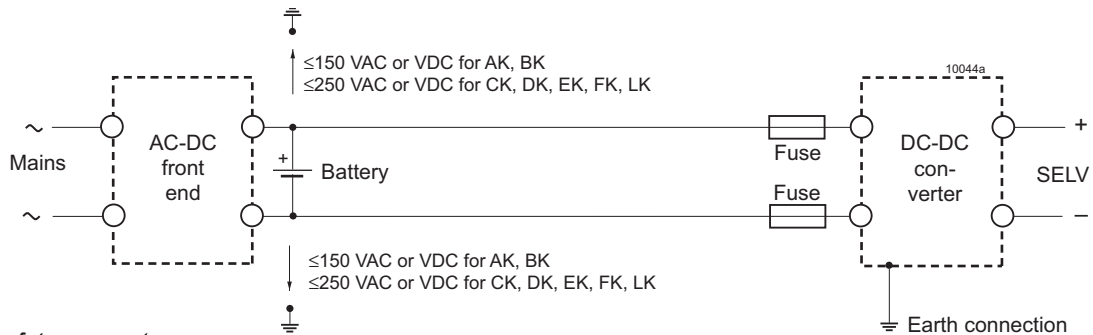 ≤150 VAC or VDC for AK, BK
≤250 VAC or VDC for CK, DK, EK, FK, LK
10044a
~
Mains
~
AC-DC
front
end
+
Battery
Fuse
Fuse
DC-DC
con-
verter
+
SELV
–
≤150 VAC or VDC for AK, BK
≤250 VAC or VDC for CK, DK, EK, FK, LK
Earth connection